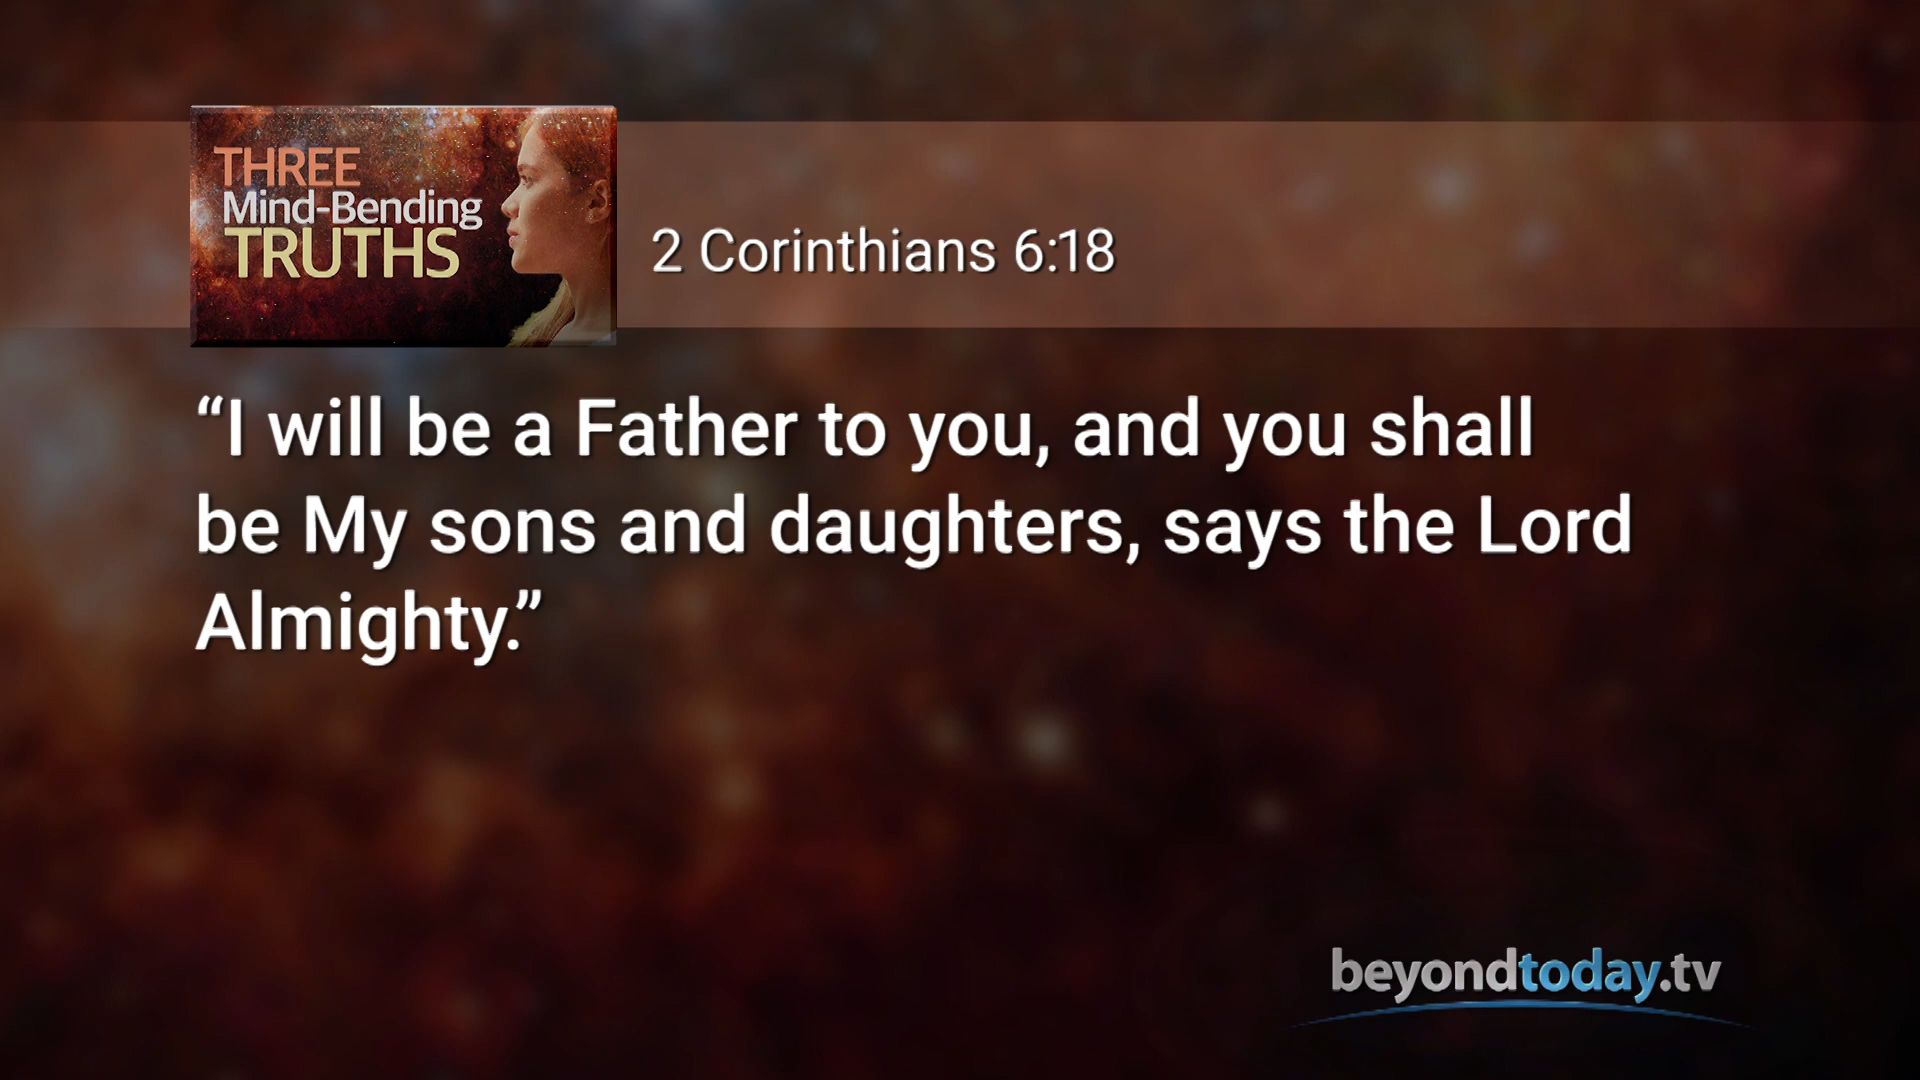 THREE
Mind-Bending
TRUTHS
2 Corinthians 6:18
“I will be a Father to you, and you shall
be My sons and daughters, says the Lord
Almighty.”
beyondtoday.tv